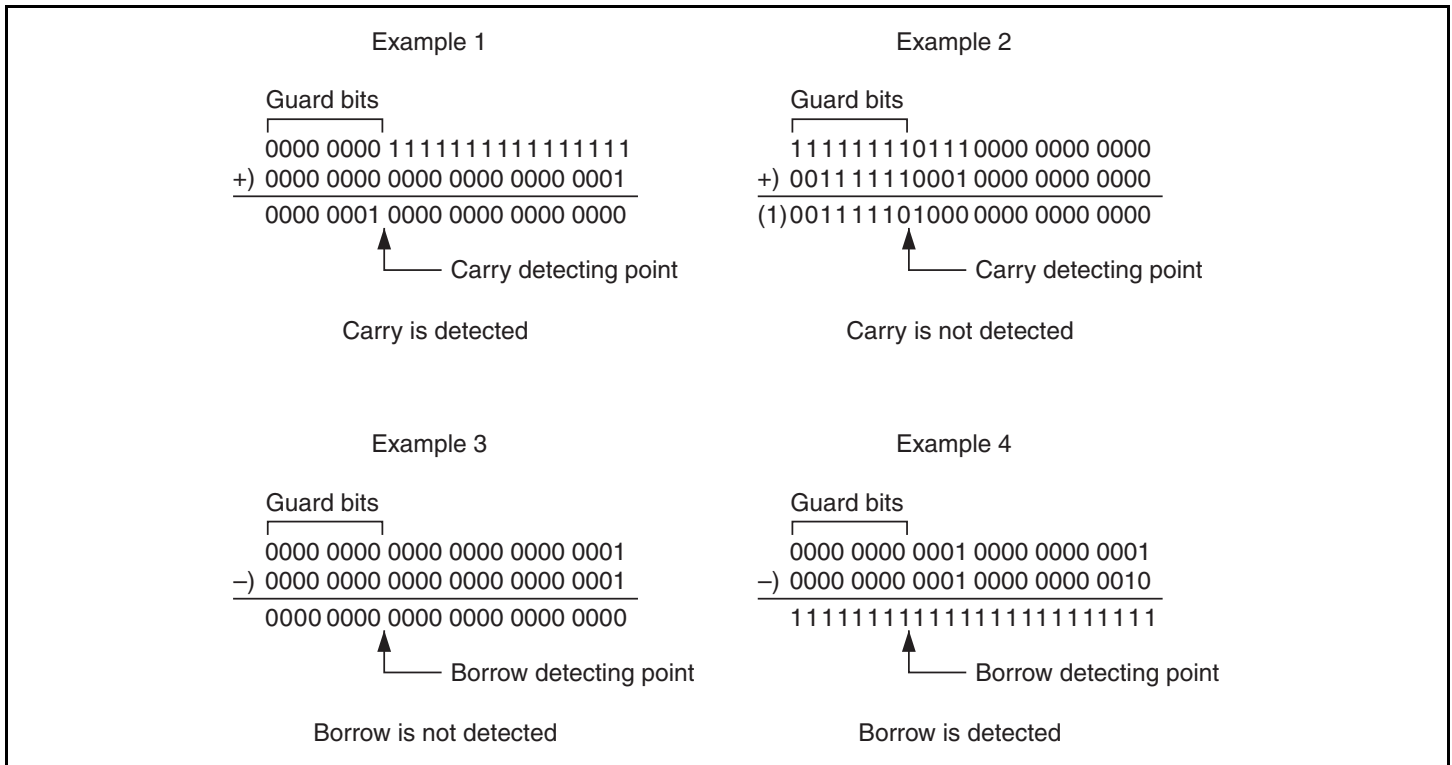 Example 1
Guard bits
0000 0000 1111111111111111
+) 0000 0000 0000 0000 0000 0001
0000 0001 0000 0000 0000 0000
Carry detecting point
Carry is detected
Example 2
Guard bits
111111110111 0000 0000 0000
+) 001111110001 0000 0000 0000
(1)001111101000 0000 0000 0000
Carry detecting point
Carry is not detected
Example 3
Guard bits
0000 0000 0000 0000 0000 0001
–) 0000 0000 0000 0000 0000 0001
0000 0000 0000 0000 0000 0000
Borrow detecting point
Borrow is not detected
Example 4
Guard bits
0000 0000 0001 0000 0000 0001
–) 0000 0000 0001 0000 0000 0010
111111111111111111111111
Borrow detecting point
Borrow is detected